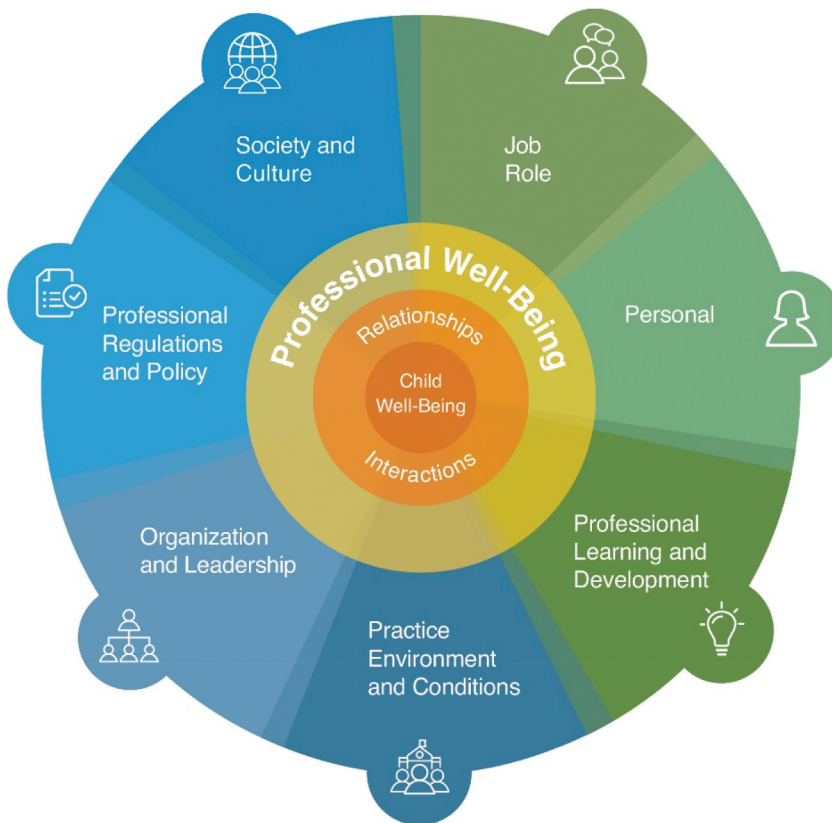 Society and
Culture
Job
Role
Personal
Professional
Learning and
Development
Practice
Environment
and Conditions
Organization
and Leadership
Professional
Regulations
and Policy
Professional Well-Being
Relationships
Child
Well-Being
Interactions